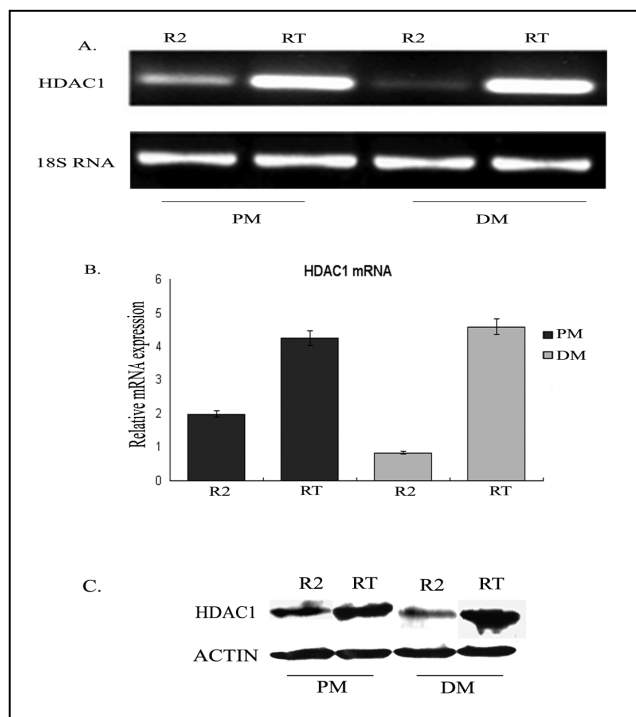 A.
R2 RT R2 RT
HDAC1
18S RNA
PM DM
B.
HDAC1 mRNA
Relative mRNA expression
6
5
4
3
2
1
0
R2 RT R2 RT
PM
DM
C.
R2 RT R2 RT
HDAC1
ACTIN
PM DM